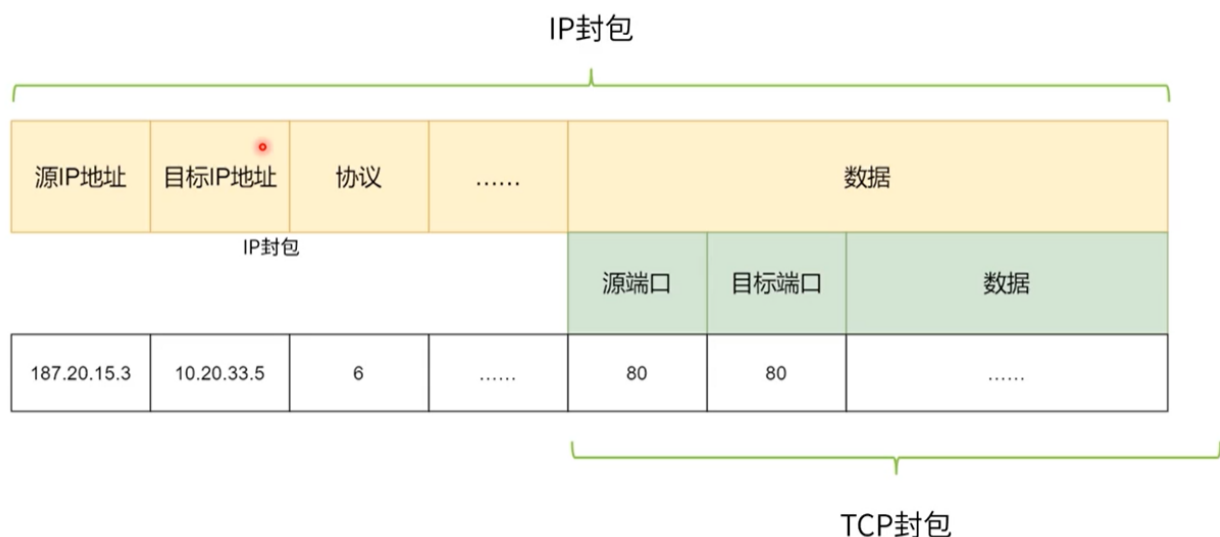 IP封包
源IP地址 目标IP地址 协议 …… 数据
IP封包
源端口 目标端口 数据
187.20.15.3 10.20.33.5 6 …… 80 80 ……
TCP封包